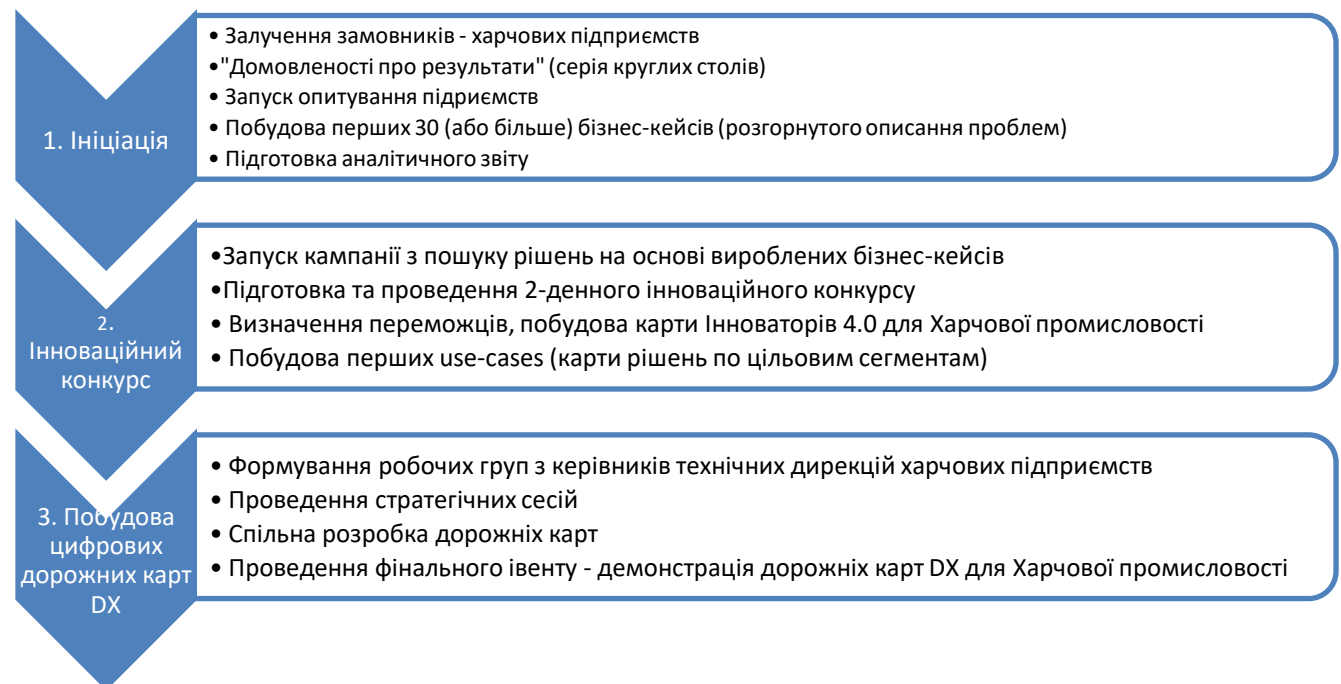 1. Ініціація
• Залучення замовників - харчових підприємств
•"Домовленості про результати" (серія круглих столів)
• Запуск опитування підриємств
• Побудова перших 30 (або більше) бізнес-кейсів (розгорнутого описання проблем)
• Підготовка аналітичного звіту
2.
Інноваційний
конкурс
•Запуск кампанії з пошуку рішень на основі вироблених бізнес-кейсів
•Підготовка та проведення 2-денного інноваційного конкурсу
• Визначення переможців, побудова карти Інноваторів 4.0 для Харчової промисловості
• Побудова перших use-cases (карти рішень по цільовим сегментам)
3. Побудова
цифрових
дорожних карт
DX
• Формування робочих груп з керівників технічних дирекцій харчових підприємств
• Проведення стратегічних сесій
• Спільна розробка дорожніх карт
• Проведення фінального івенту - демонстрація дорожніх карт DX для Харчової промисловості